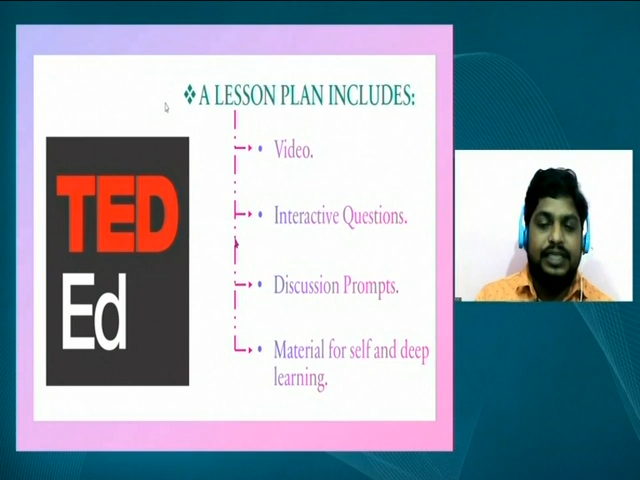 ❖ A LESSON PLAN INCLUDES:
• Video.
• Interactive Questions.
• Discussion Prompts.
• Material for self and deep
learning.
TED
Ed